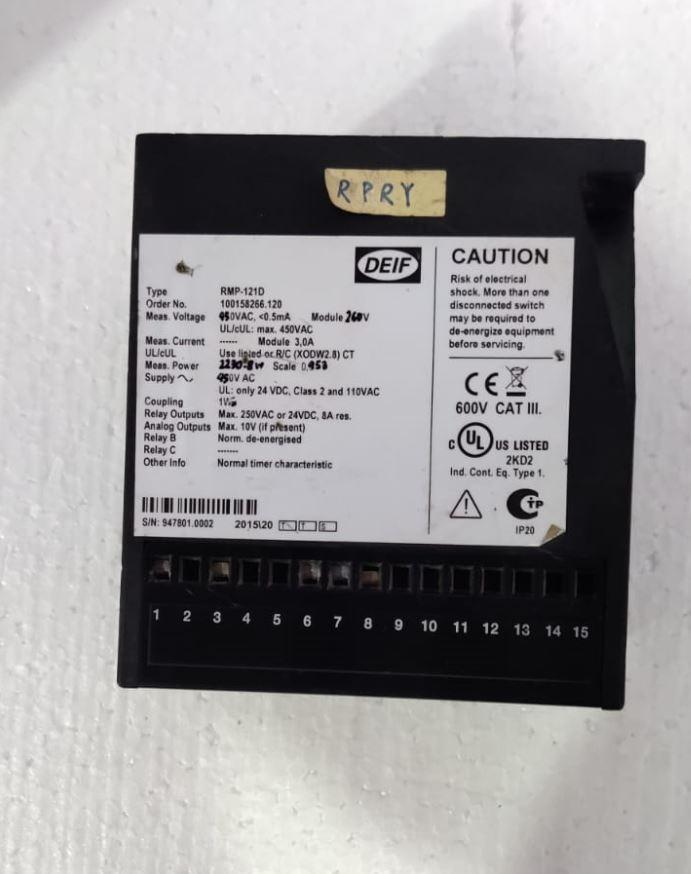 RPRY
DEIF
Type RMP-121D
Order No. 100158266.120
Meas. Voltage 450VAC, <0.5mA Module 260V
UL/cUL: max. 450VAC
Meas. Current ------ Module 3,0A
UL/cUL Use listed or R/C (XODW2.8) CT
Meas. Power Scale
Supply 450V AC
UL: only 24 VDC, Class 2 and 110VAC
Coupling
Relay Outputs Max. 250VAC or 24VDC, 8A res.
Analog Outputs Max. 10V (if present)
Relay B Norm. de-energised
Relay C -------
Other Info Normal timer characteristic
S/N: 947801.0002 2015\20
CAUTION
Risk of electrical
shock. More than one
disconnected switch
may be required to
de-energize equipment
before servicing.
CE
600V CAT III.
C UL US LISTED
2KD2
Ind. Cont. Eq. Type 1.
IP20
1 2 3 4 5 6 7 8 9 10 11 12 13 14 15